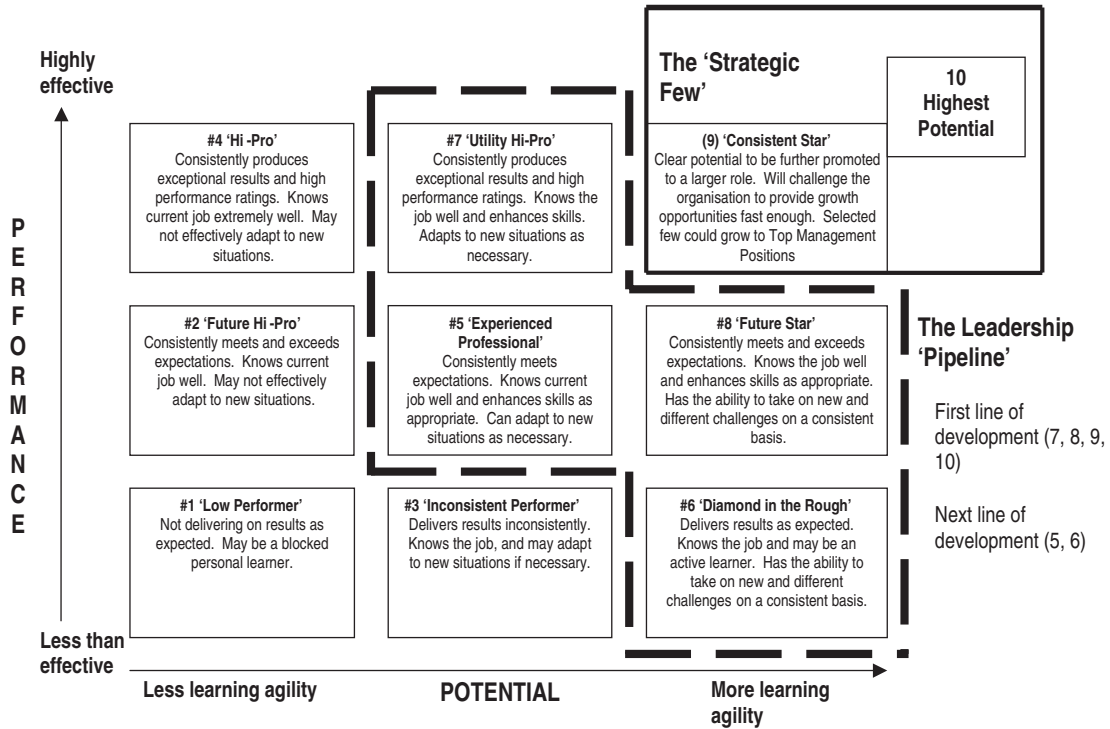 Highly
effective
PERFORMANCE
Less than
effective
The ‘Strategic
Few’
10
Highest
Potential
#4 ‘Hi -Pro’
Consistently produces
exceptional results and high
performance ratings. Knows
current job extremely well. May
not effectively adapt to new
situations.
#7 ‘Utility Hi-Pro’
Consistently produces
exceptional results and high
performance ratings. Knows the
job well and enhances skills.
Adapts to new situations as
necessary.
(9) ‘Consistent Star’
Clear potential to be further promoted
to a larger role. Will challenge the
organisation to provide growth
opportunities fast enough. Selected
few could grow to Top Management
Positions
#2 ‘Future Hi -Pro’
Consistently meets and exceeds
expectations. Knows current
job well. May not effectively
adapt to new situations.
#5 ‘Experienced
Professional’
Consistently meets
expectations. Knows current
job well and enhances skills as
appropriate. Can adapt to new
situations as necessary.
#8 ‘Future Star’
Consistently meets and exceeds
expectations. Knows the job well
and enhances skills as appropriate.
Has the ability to take on new and
different challenges on a consistent
basis.
The Leadership
‘Pipeline’
First line of
development (7, 8, 9,
10)
Next line of
development (5, 6)
#1 ‘Low Performer’
Not delivering on results as
expected. May be a blocked
personal learner.
#3 ‘Inconsistent Performer’
Delivers results inconsistently.
Knows the job, and may adapt
to new situations if necessary.
#6 ‘Diamond in the Rough’
Delivers results as expected.
Knows the job and may be an
active learner. Has the ability to
take on new and different
challenges on a consistent basis.
Less learning agility
POTENTIAL
More learning
agility